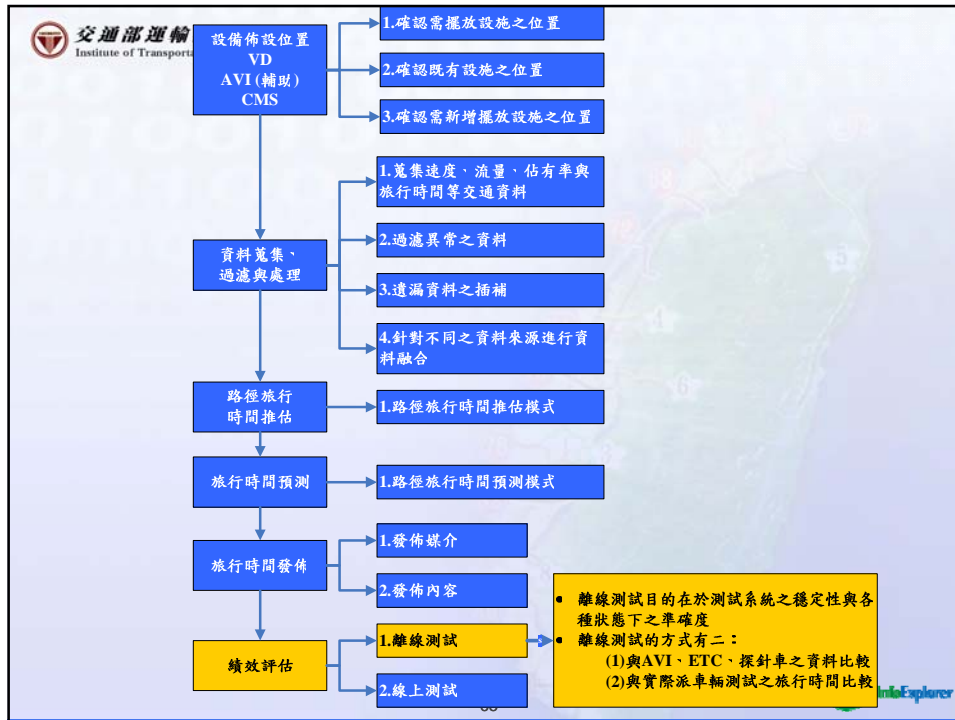 交通部運輸
Institute of Transporta
設備佈設位置
VD
AVI(輔助)
CMS
1.確認需擺放設施之位置
2.確認既有設施之位置
3.確認需新增擺放設施之位置
資料蒐集、
過濾與處理
1.蒐集速度、流量、佔有率與
旅行時間等交通資料
2.過濾異常之資料
3.遺漏資料之插補
4.針對不同之資料來源進行資
料融合
路徑旅行
時間推估
1.路徑旅行時間推估模式
旅行時間預測
1.路徑旅行時間預測模式
旅行時間發佈
1.發佈媒介
2.發佈內容
績效評估
1.離線測試
2.線上測試
• 離線測試目的在於測試系統之穩定性與各
種狀態下之準確度
• 離線測試的方式有二：
(1)與AVI、ETC、探針車之資料比較
(2)與實際派車輛測試之旅行時間比較
InfoExplorer